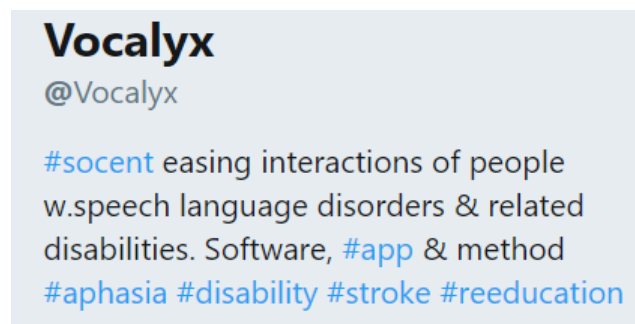 Vocalyx
@Vocalyx
#socent easing interactions of people
w.speech language disorders & related
disabilities. Software, #app & method
#aphasia #disability #stroke #reeducation